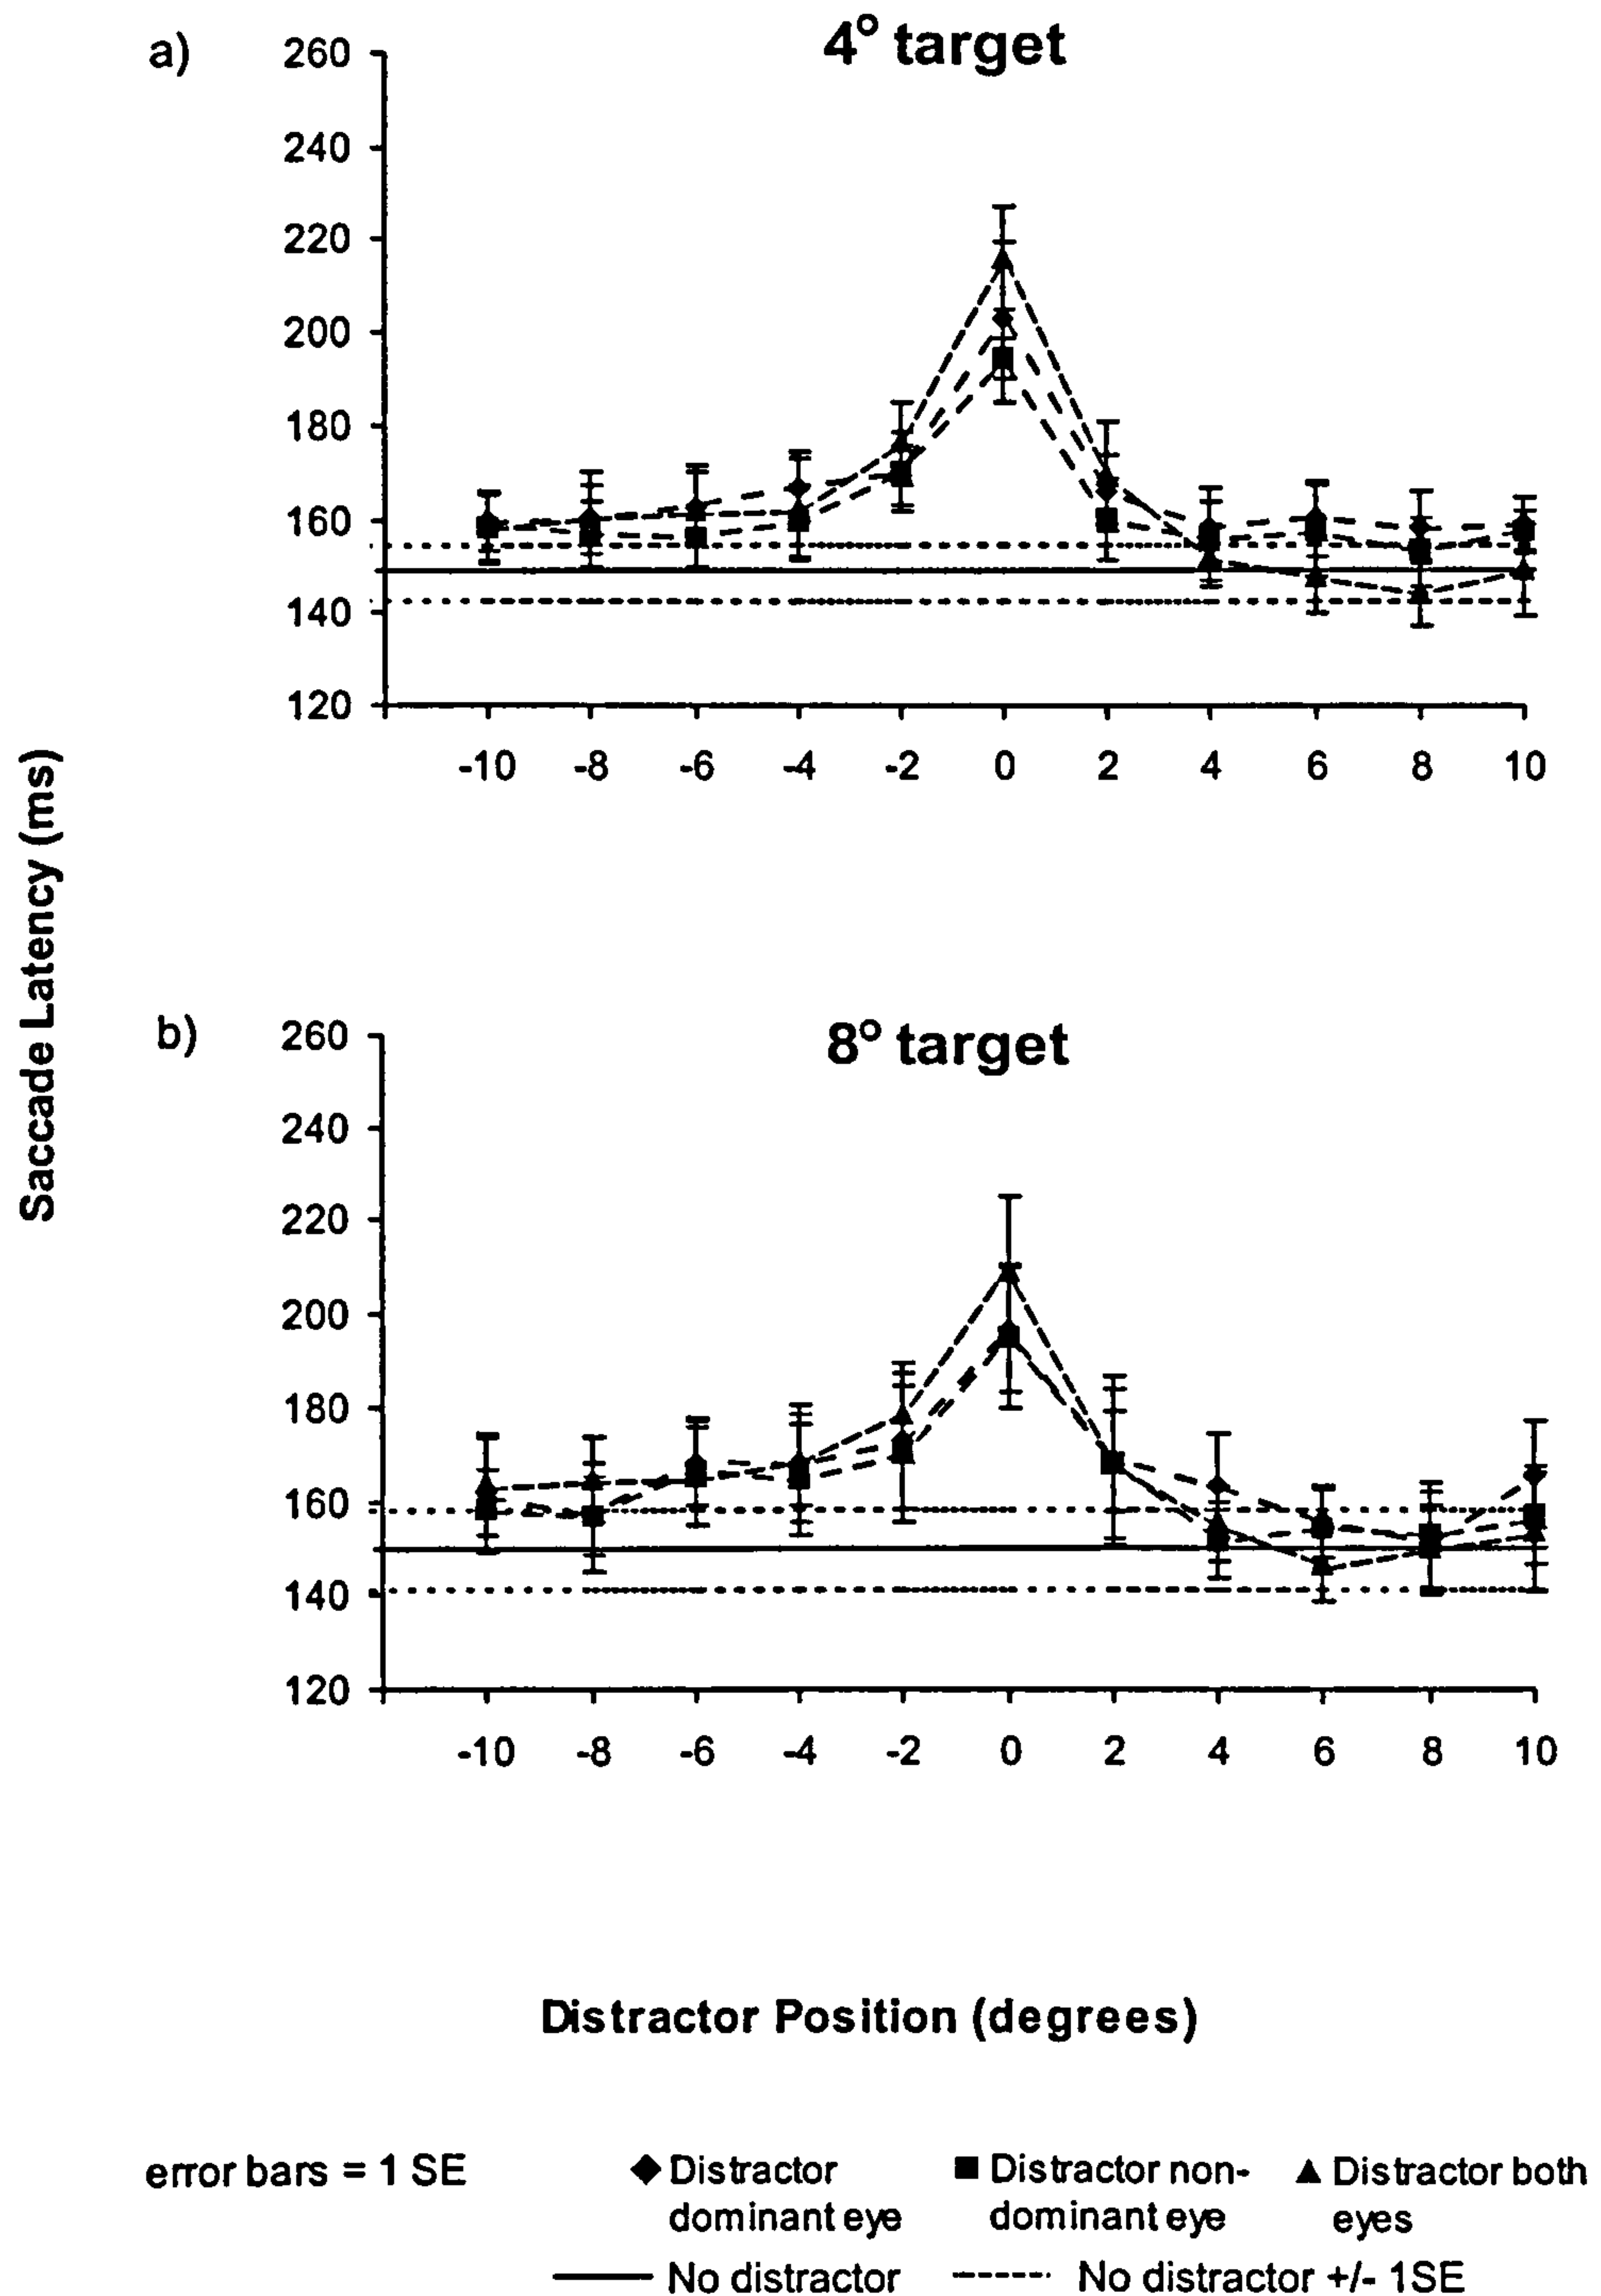 a)
4° target
260
240
220
200
180
160
140
120
-10 -8 -6 -4 -2 0 2 4 6 8 10
Saccade Latency (ms)
b)
8° target
260
240
220
200
180
160
140
120
-10 -8 -6 -4 -2 0 2 4 6 8 10
Distractor Position (degrees)
error bars = 1 SE
Distractor dominant eye
Distractor non-dominant eye
Distractor both eyes
No distractor
No distractor +/- 1SE